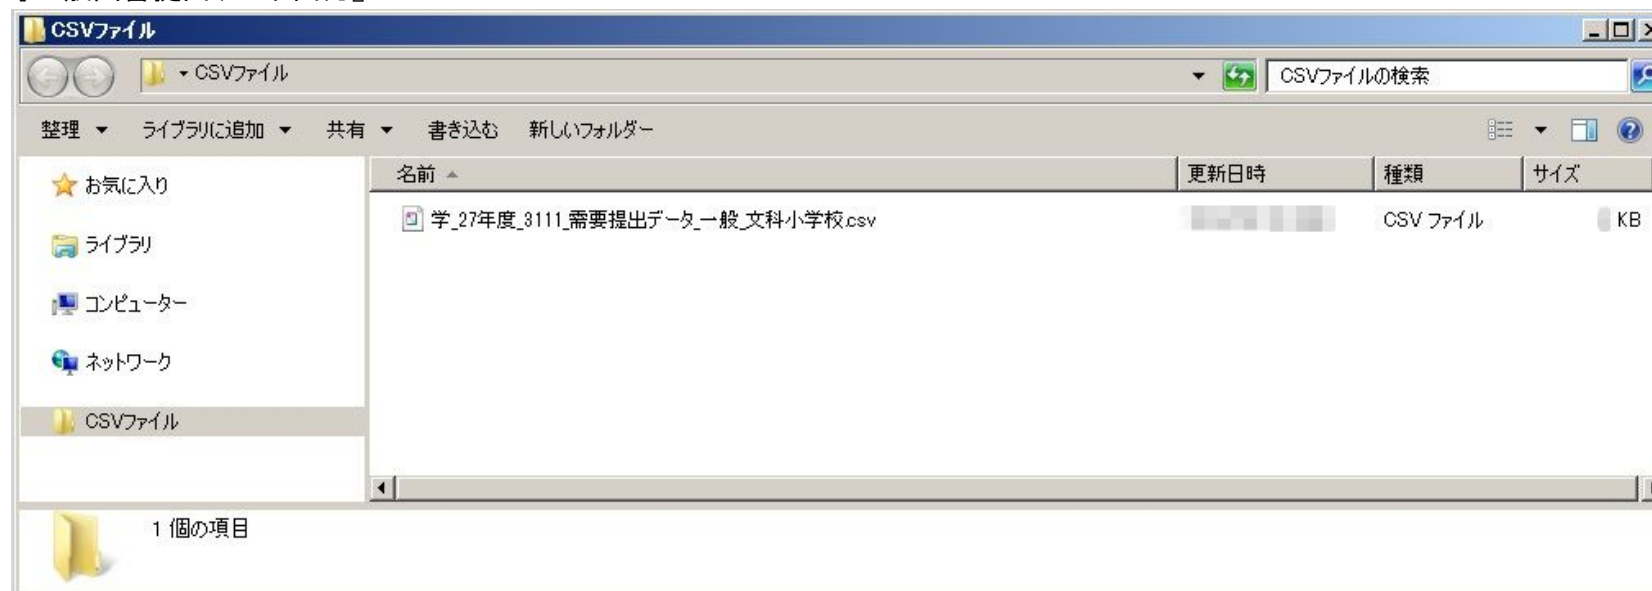 CSVファイル
CSVファイル
CSVファイルの検索
整理 ライブラリに追加 共有 書き込む 新しいフォルダー
お気に入り
ライブラリ
コンピューター
ネットワーク
CSVファイル
名前 更新日時 種類 サイズ
学_27年度_3111_需要提出データ_一般_文科小学校.csv CSV ファイル KB
1 個の項目